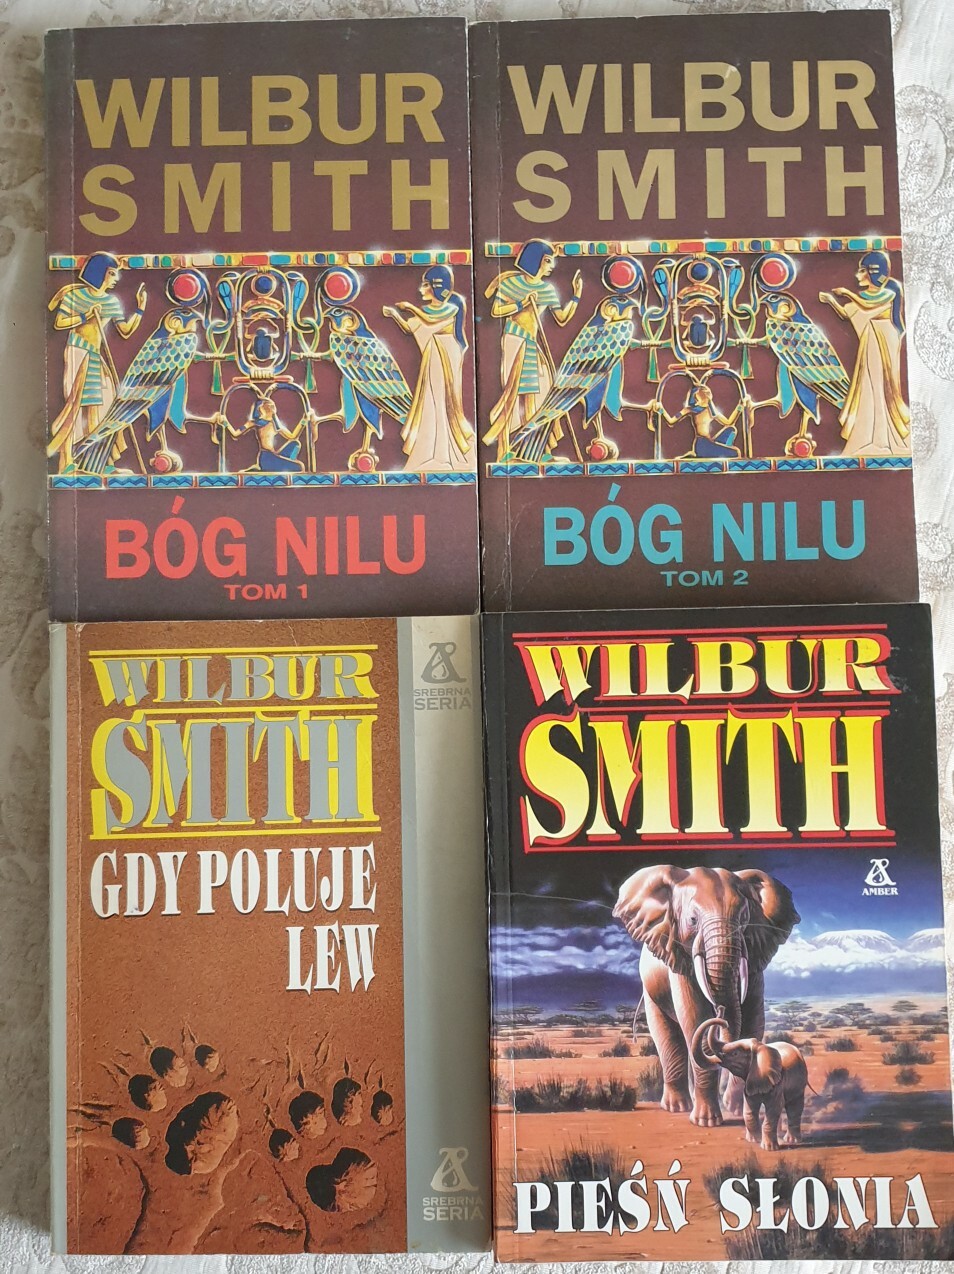 WILBUR
SMITH
BÓG NILU
TOM 1
WILBUR
SMITH
BÓG NILU
TOM 2
WILBUR
SMITH
GDY POLUJE
LEW
SREBRNA
SERIA
SREBRNA
SERIA
WILBUR
SMITH
AMBER
PIEŚŃ SŁONIA